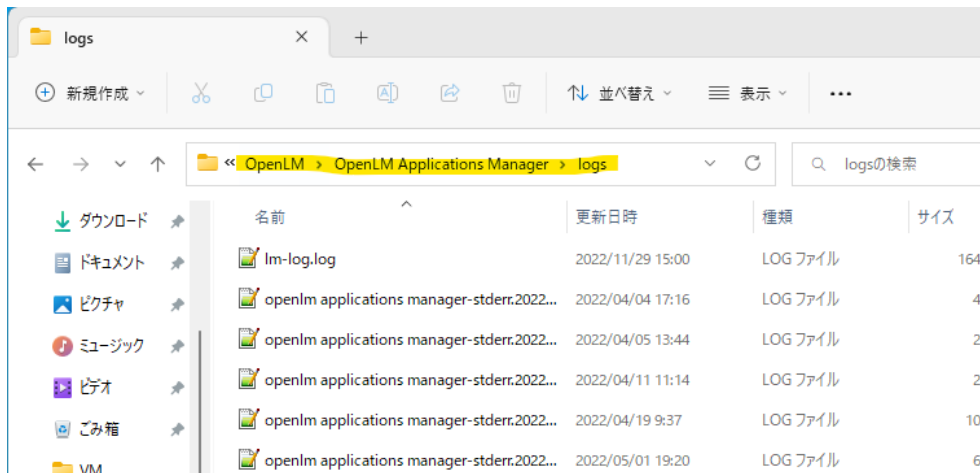 logs
新規作成
並べ替え
表示
« OpenLM > OpenLM Applications Manager > logs
logsの検索
ダウンロード
ドキュメント
ピクチャ
ミュージック
ビデオ
ごみ箱
VM
名前 更新日時 種類 サイズ
lm-log.log 2022/11/29 15:00 LOG ファイル 164
openlm applications manager-stderr.2022... 2022/04/04 17:16 LOG ファイル 4
openlm applications manager-stderr.2022... 2022/04/05 13:44 LOG ファイル 2
openlm applications manager-stderr.2022... 2022/04/11 11:14 LOG ファイル 2
openlm applications manager-stderr.2022... 2022/04/19 9:37 LOG ファイル 10
openlm applications manager-stderr.2022... 2022/05/01 19:20 LOG ファイル 6